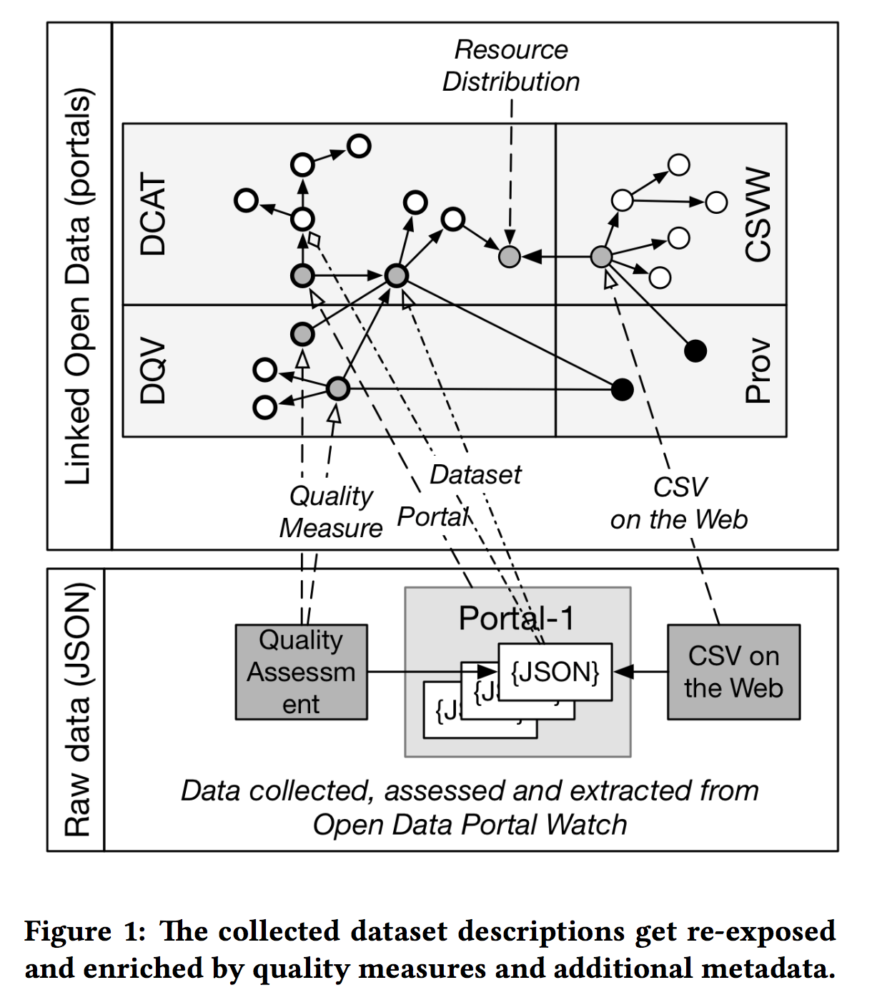 Linked Open Data (portals)
Resource
Distribution
DCAT
CSVW
DQV
Prov
Dataset
Quality
Measure
Portal
CSV
on the Web
Raw data (JSON)
Portal-1
Quality
Assessm
ent
{JSON}
{JS
}
{JS
}
CSV on
the Web
Data collected, assessed and extracted from
Open Data Portal Watch
Figure 1: The collected dataset descriptions get re-exposed
and enriched by quality measures and additional metadata.